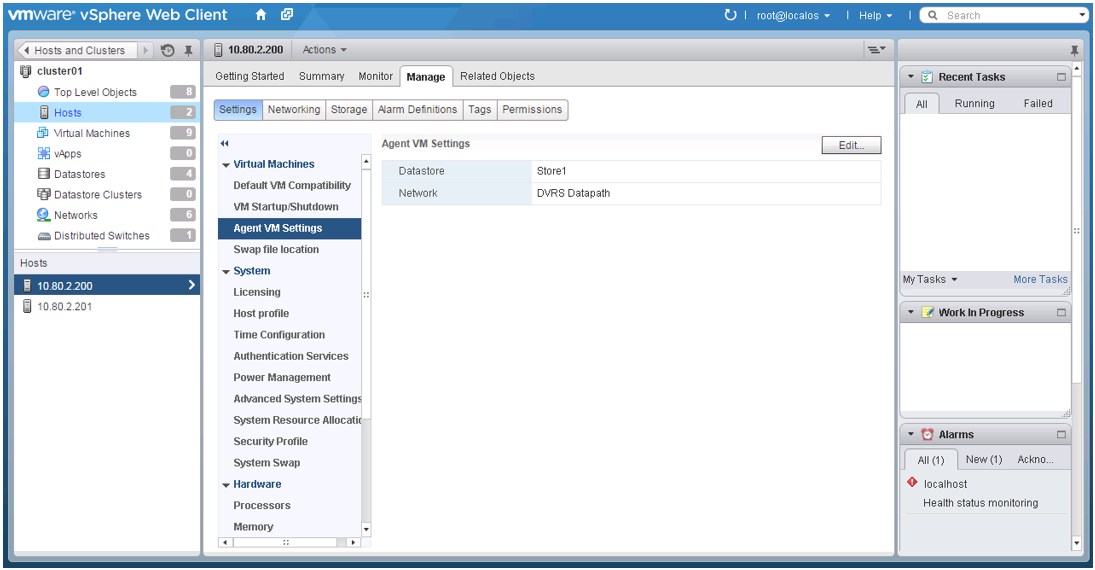 vmware® vSphere Web Client
root@localos
Help
Search
Hosts and Clusters
cluster01
Top Level Objects 8
Hosts 2
Virtual Machines 9
vApps 0
Datastores 4
Datastore Clusters 0
Networks 6
Distributed Switches 1
Hosts
10.80.2.200
10.80.2.201
10.80.2.200 Actions
Getting Started Summary Monitor Manage Related Objects
Settings Networking Storage Alarm Definitions Tags Permissions
Virtual Machines
Default VM Compatibility
VM Startup/Shutdown
Agent VM Settings
Swap file location
System
Licensing
Host profile
Time Configuration
Authentication Services
Power Management
Advanced System Settings
System Resource Allocatio
Security Profile
System Swap
Hardware
Processors
Memory
Agent VM Settings
Edit...
Datastore Store1
Network DVRS Datapath
Recent Tasks
All Running Failed
My Tasks More Tasks
Work In Progress
Alarms
All (1) New (1) Ackno...
localhost
Health status monitoring